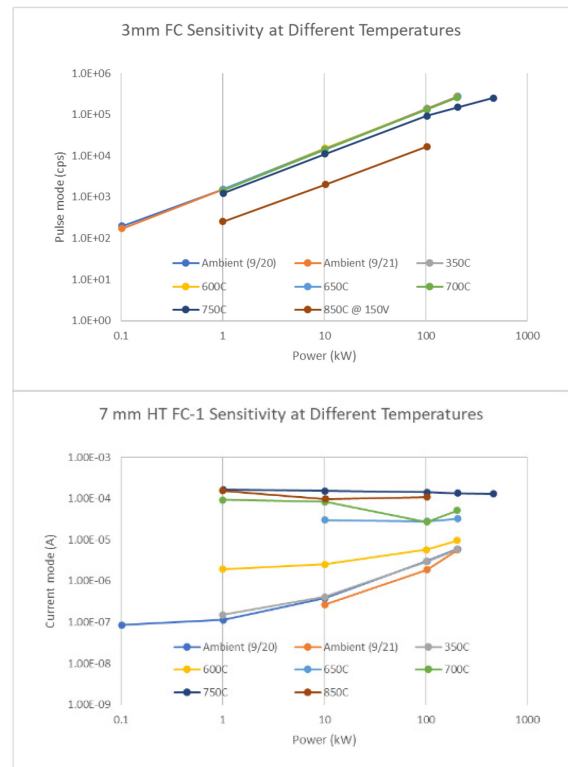 3mm FC Sensitivity at Different Temperatures
1.0E+06
1.0E+05
1.0E+04
1.0E+03
1.0E+02
1.0E+01
1.0E+00
Pulse mode (cps)
Ambient (9/20) Ambient (9/21) 350C
600C 650C 700C
750C 850C @ 150V
0.1 1 10 100 1000
Power (kW)
7 mm HT FC-1 Sensitivity at Different Temperatures
1.00E-03
1.00E-04
1.00E-05
1.00E-06
1.00E-07
1.00E-08
1.00E-09
Current mode (A)
Ambient (9/20) Ambient (9/21) 350C
600C 650C 700C
750C 850C
0.1 1 10 100 1000
Power (kW)